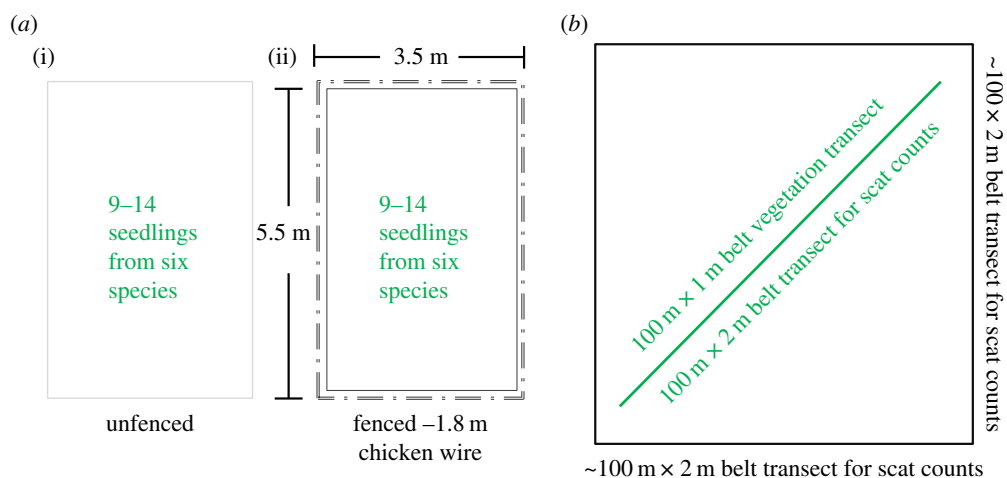 (a)
(i)
9–14
seedlings
from six
species
unfenced
5.5 m
(ii)
3.5 m
9–14
seedlings
from six
species
fenced –1.8 m
chicken wire
(b)
100 m × 1 m belt vegetation transect
100 m × 2 m belt transect for scat counts
~100 × 2 m belt transect for scat counts
~100 m × 2 m belt transect for scat counts